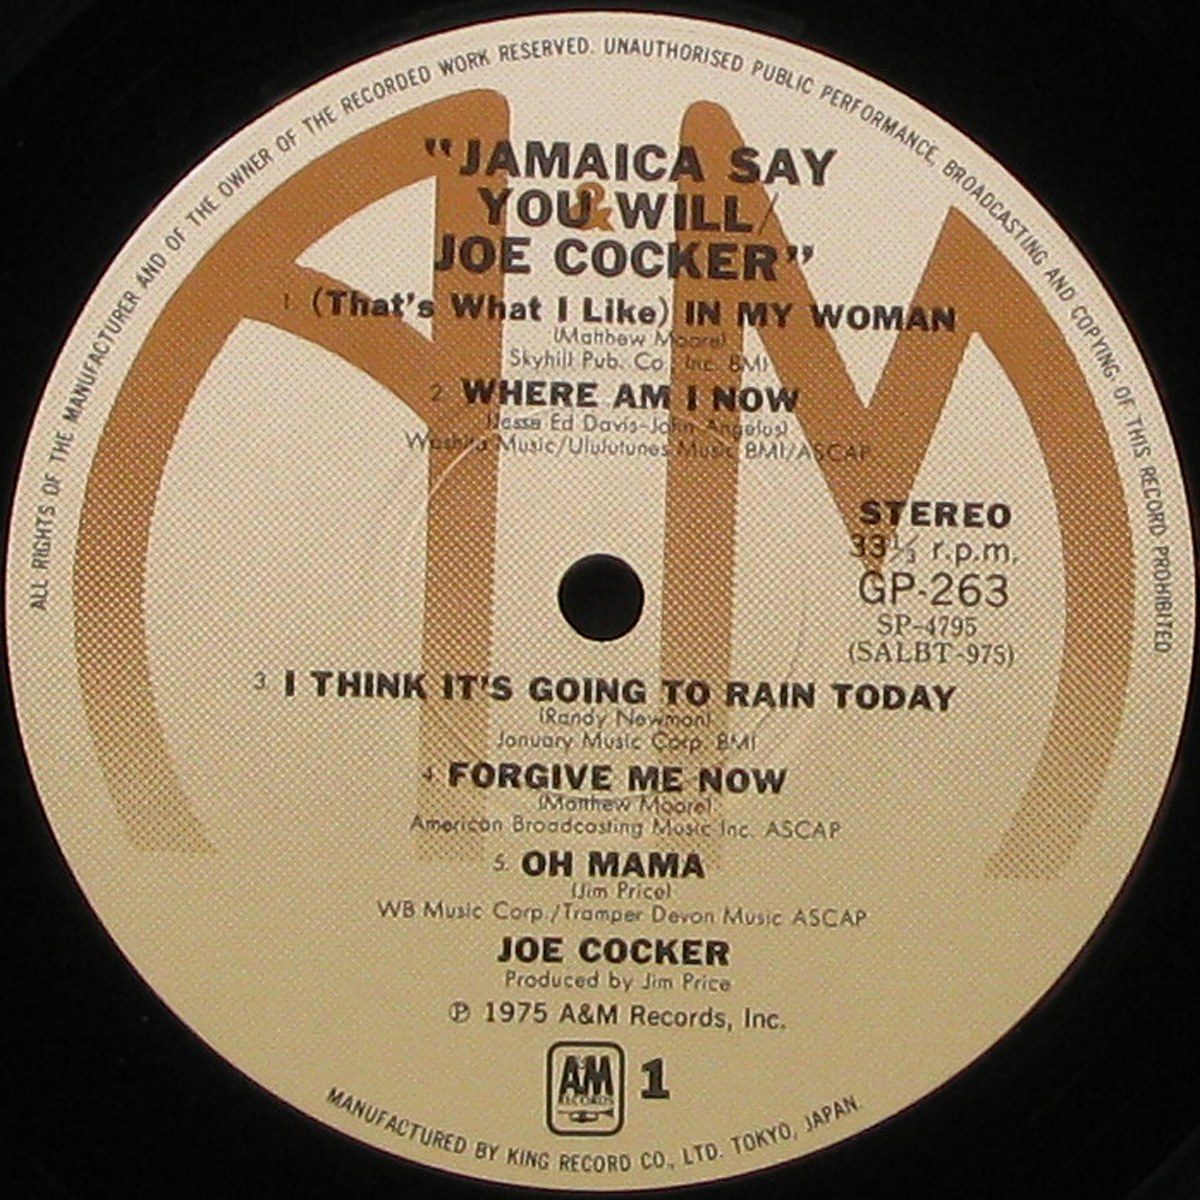 ALL RIGHTS OF THE MANUFACTURER AND OF THE OWNER OF THE RECORDED WORK RESERVED. UNAUTHORISED PUBLIC PERFORMANCE, BROADCASTING AND COPYING OF THIS RECORD PROHIBITED
"JAMAICA SAY
YOU WILL/
JOE COCKER"
&
1. (That's What I Like) IN MY WOMAN
(Matthew Moore)
Skyhill Pub. Co. Inc. BMI
2. WHERE AM I NOW
(Jesse Ed Davis-John Angelos)
Washita Music/Ululutunes Music BMI/ASCAP
STEREO
33⅓ r.p.m.
GP-263
SP-4795
(SALBT-975)
3. I THINK IT'S GOING TO RAIN TODAY
(Randy Newman)
January Music Corp. BMI
4. FORGIVE ME NOW
(Matthew Moore)
American Broadcasting Music Inc. ASCAP
5. OH MAMA
(Jim Price)
WB Music Corp./Tramper Devon Music ASCAP
JOE COCKER
Produced by Jim Price
℗ 1975 A&M Records, Inc.
A&M
RECORDS
1
MANUFACTURED BY KING RECORD CO., LTD. TOKYO, JAPAN.